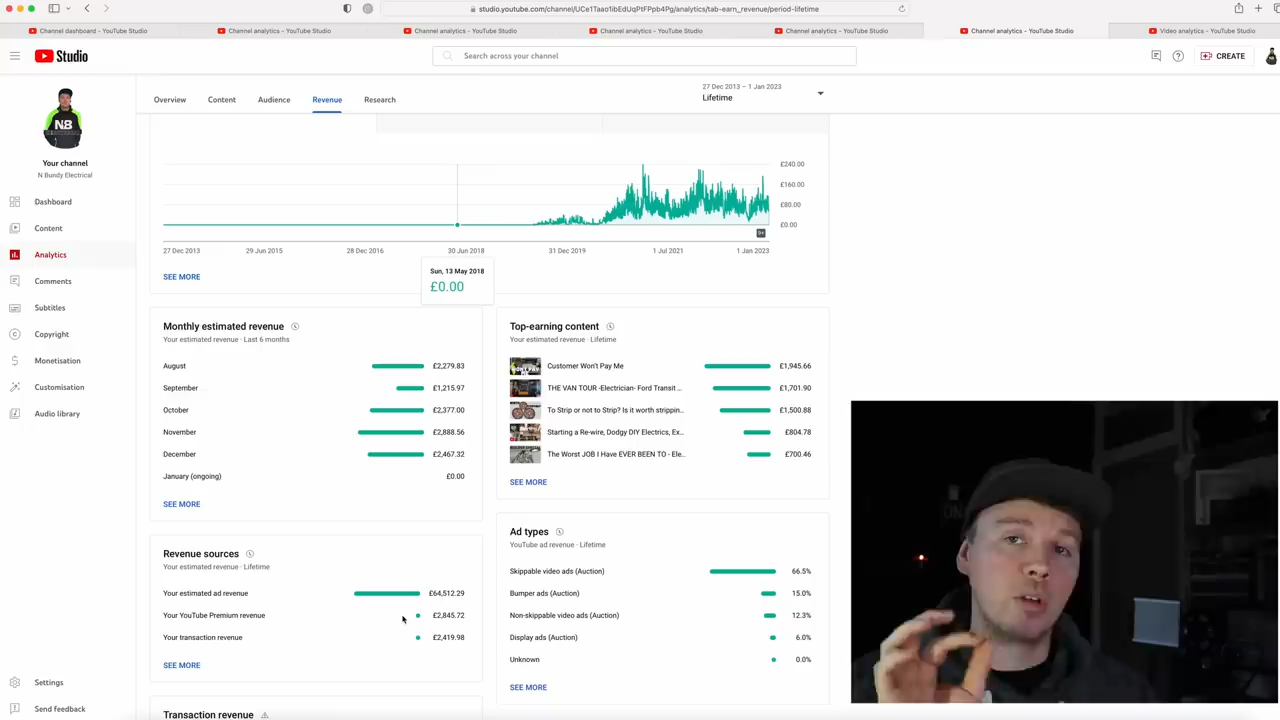 studio.youtube.com/channel/UCe1Taao1ibEdUqPtFPpb4Pg/analytics/tab-earn_revenue/period-lifetime
Channel dashboard - YouTube Studio
Channel analytics - YouTube Studio
Channel analytics - YouTube Studio
Channel analytics - YouTube Studio
Channel analytics - YouTube Studio
Channel analytics - YouTube Studio
Video analytics - YouTube Studio
Studio
Search across your channel
CREATE
Overview
Content
Audience
Revenue
Research
27 Dec 2013 – 1 Jan 2023
Lifetime
NB
Your channel
N Bundy Electrical
Dashboard
Content
Analytics
Comments
Subtitles
Copyright
Monetisation
Customisation
Audio library
Settings
Send feedback
£240.00
£160.00
£80.00
£0.00
9+
27 Dec 2013
29 Jun 2015
28 Dec 2016
30 Jun 2018
31 Dec 2019
1 Jul 2021
1 Jan 2023
SEE MORE
Sun, 13 May 2018
£0.00
Monthly estimated revenue
Your estimated revenue · Last 6 months
August £2,279.83
September £1,215.97
October £2,377.00
November £2,888.56
December £2,467.32
January (ongoing) £0.00
SEE MORE
Top-earning content
Your estimated revenue · Lifetime
Customer Won't Pay Me £1,945.66
THE VAN TOUR -Electrician- Ford Transit ... £1,701.90
To Strip or not to Strip? Is it worth strippin... £1,500.88
Starting a Re-wire, Dodgy DIY Electrics, Ex... £804.78
The Worst JOB I Have EVER BEEN TO - Ele... £700.46
SEE MORE
Revenue sources
Your estimated revenue · Lifetime
Your estimated ad revenue £64,512.29
Your YouTube Premium revenue £2,845.72
Your transaction revenue £2,419.98
SEE MORE
Ad types
YouTube ad revenue · Lifetime
Skippable video ads (Auction) 66.5%
Bumper ads (Auction) 15.0%
Non-skippable video ads (Auction) 12.3%
Display ads (Auction) 6.0%
Unknown 0.0%
SEE MORE
Transaction revenue